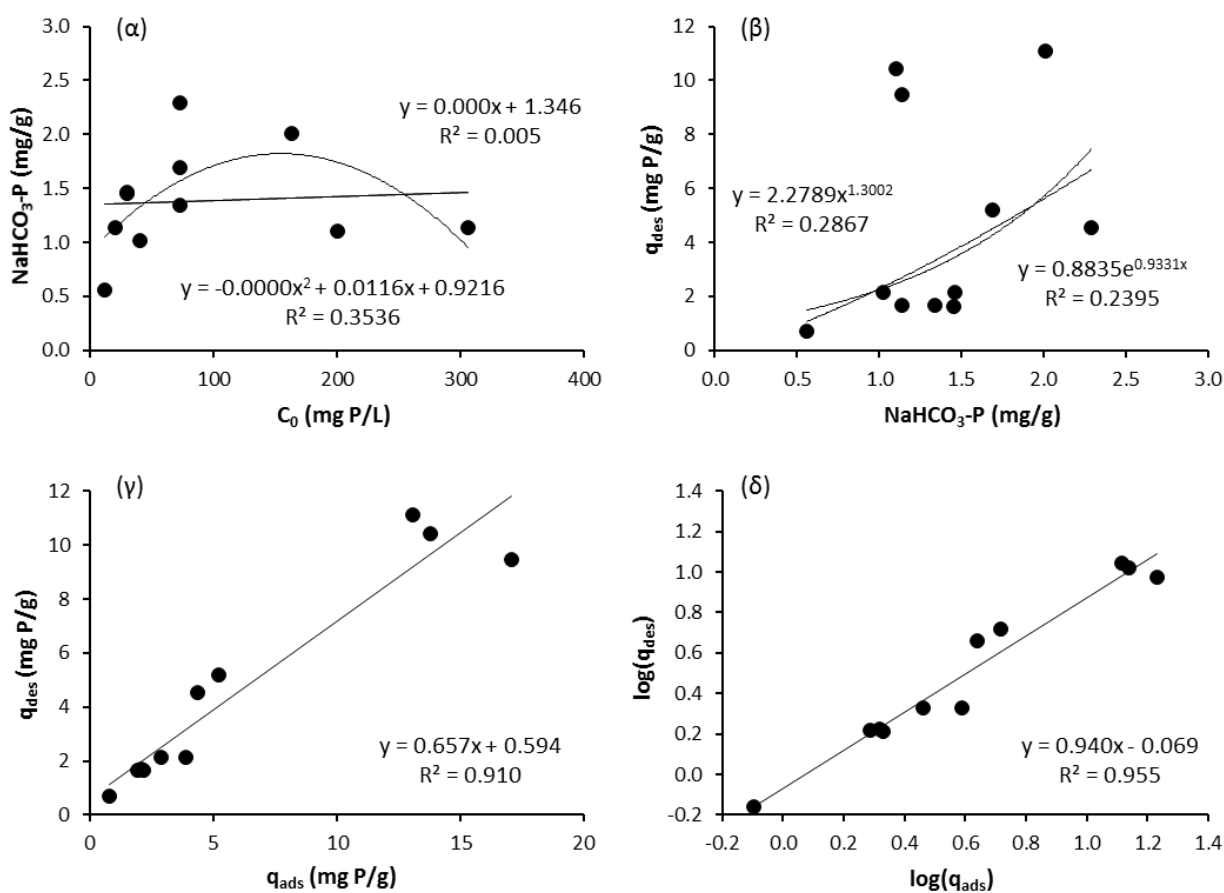 (α)
NaHCO₃-P (mg/g)
3.0
2.5
2.0
1.5
1.0
0.5
0.0
y = 0.000x + 1.346
R² = 0.005
y = -0.0000x² + 0.0116x + 0.9216
R² = 0.3536
0 100 200 300 400
C₀ (mg P/L)
(β)
q_des (mg P/g)
12
10
8
6
4
2
0
y = 2.2789x^1.3002
R² = 0.2867
y = 0.8835e^0.9331x
R² = 0.2395
0.0 0.5 1.0 1.5 2.0 2.5 3.0
NaHCO₃-P (mg/g)
(γ)
q_des (mg P/g)
12
10
8
6
4
2
0
y = 0.657x + 0.594
R² = 0.910
0 5 10 15 20
q_ads (mg P/g)
(δ)
log(q_des)
1.4
1.2
1.0
0.8
0.6
0.4
0.2
0.0
-0.2
y = 0.940x - 0.069
R² = 0.955
-0.2 0.0 0.2 0.4 0.6 0.8 1.0 1.2 1.4
log(q_ads)